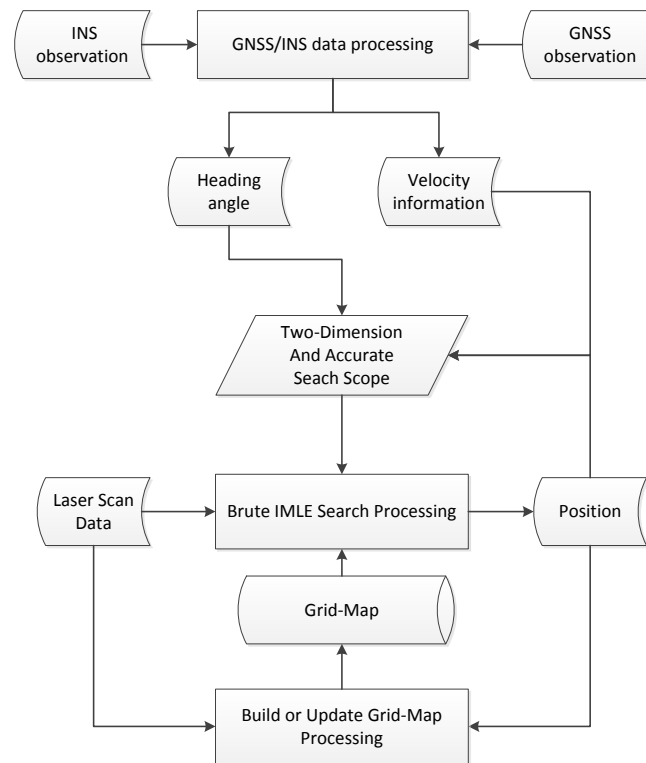 INS
observation
GNSS/INS data processing
GNSS
observation
Heading
angle
Velocity
information
Two-Dimension
And Accurate
Seach Scope
Laser Scan
Data
Brute IMLE Search Processing
Position
Grid-Map
Build or Update Grid-Map
Processing